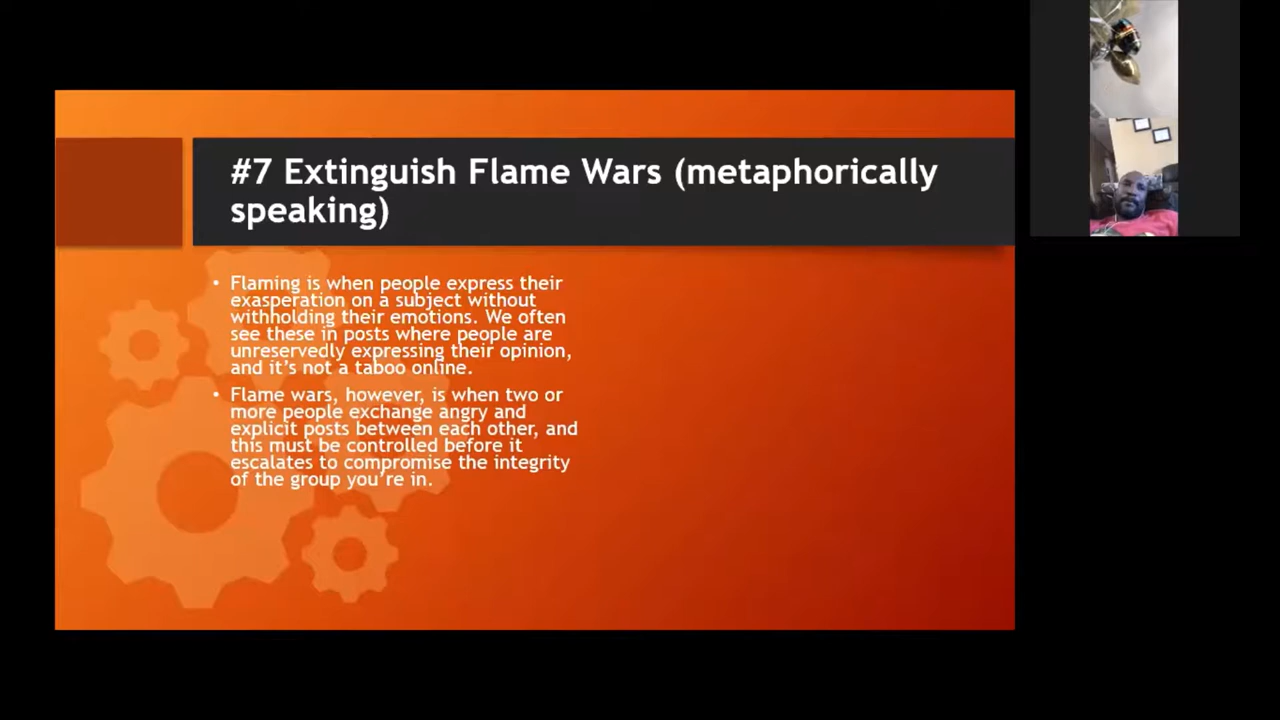 #7 Extinguish Flame Wars (metaphorically
speaking)
• Flaming is when people express their
exasperation on a subject without
withholding their emotions. We often
see these in posts where people are
unreservedly expressing their opinion,
and it’s not a taboo online.
• Flame wars, however, is when two or
more people exchange angry and
explicit posts between each other, and
this must be controlled before it
escalates to compromise the integrity
of the group you’re in.